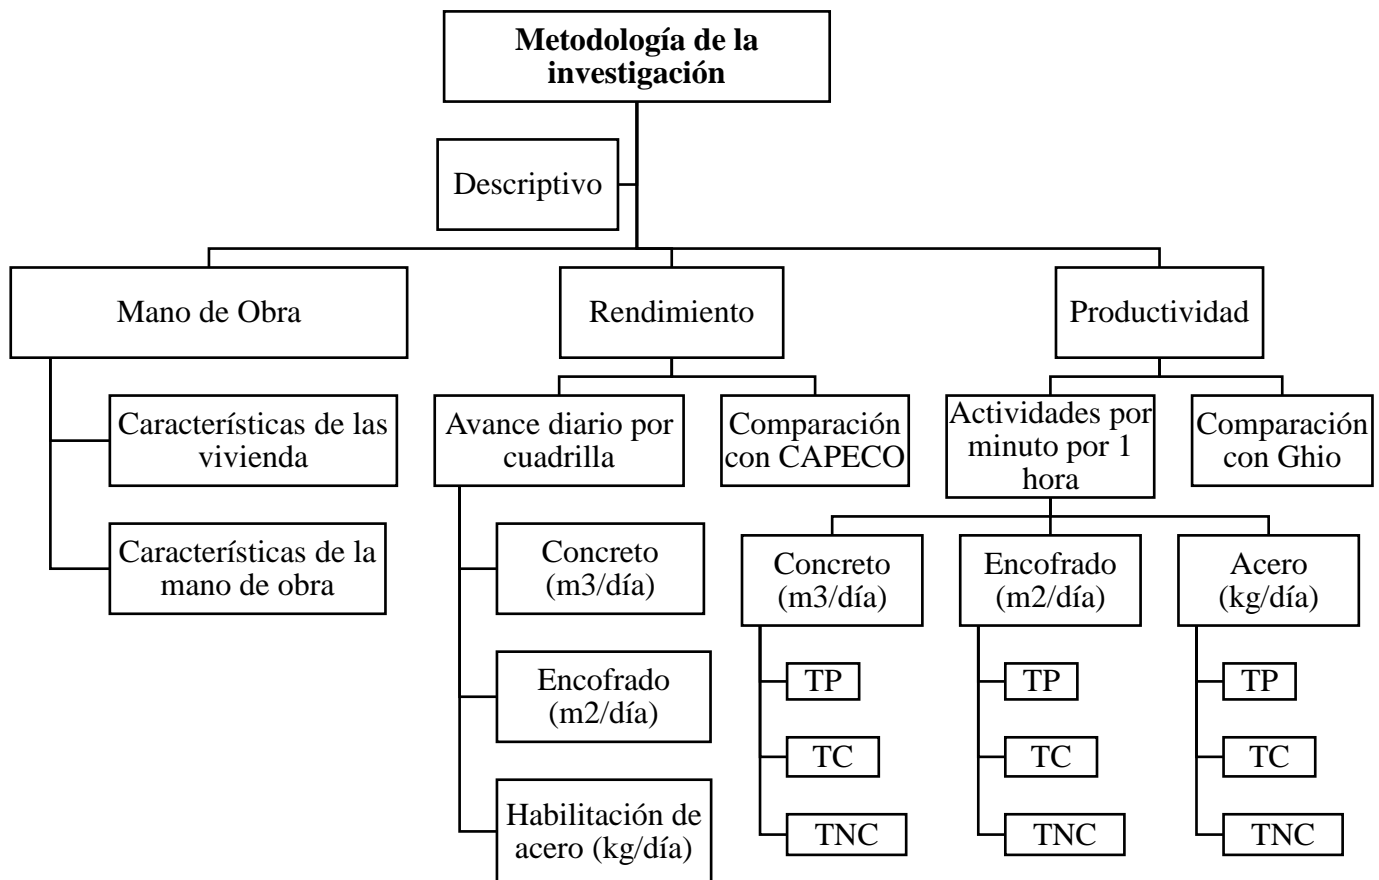 Metodología de la
investigación
Descriptivo
Mano de Obra
Rendimiento
Productividad
Características de las
vivienda
Características de la
mano de obra
Avance diario por
cuadrilla
Comparación
con CAPECO
Concreto
(m3/día)
Encofrado
(m2/día)
Habilitación de
acero (kg/día)
Actividades por
minuto por 1
hora
Comparación
con Ghio
Concreto
(m3/día)
TP
TC
TNC
Encofrado
(m2/día)
TP
TC
TNC
Acero
(kg/día)
TP
TC
TNC